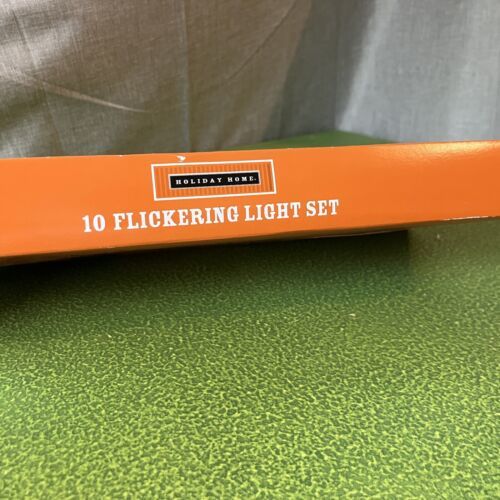 HOLIDAY HOME.
10 FLICKERING LIGHT SET